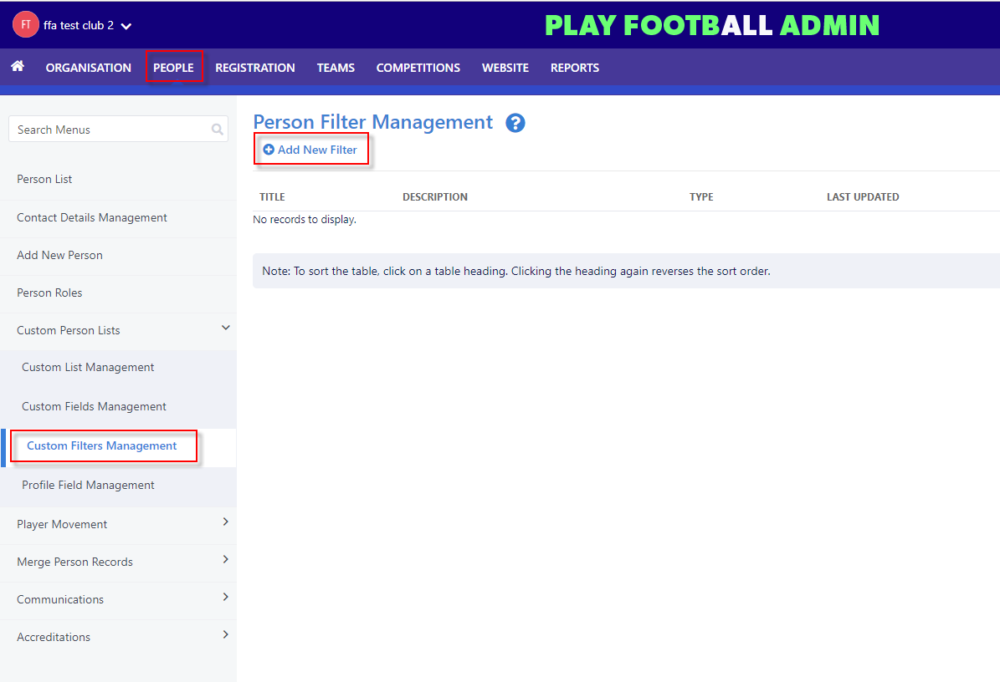 FT ffa test club 2
PLAY FOOTBALL ADMIN
ORGANISATION PEOPLE REGISTRATION TEAMS COMPETITIONS WEBSITE REPORTS
Search Menus
Person List
Contact Details Management
Add New Person
Person Roles
Custom Person Lists
Custom List Management
Custom Fields Management
Custom Filters Management
Profile Field Management
Player Movement
Merge Person Records
Communications
Accreditations
Person Filter Management ?
Add New Filter
TITLE DESCRIPTION TYPE LAST UPDATED
No records to display.
Note: To sort the table, click on a table heading. Clicking the heading again reverses the sort order.